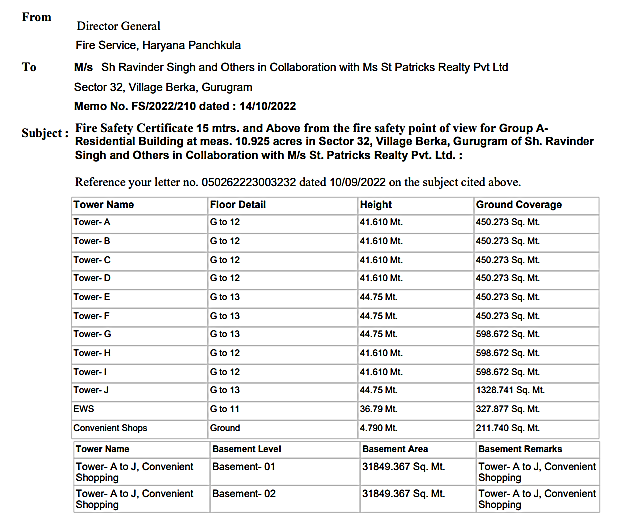 From
Director General
Fire Service, Haryana Panchkula
To M/s Sh Ravinder Singh and Others in Collaboration with Ms St Patricks Realty Pvt Ltd
Sector 32, Village Berka, Gurugram
Memo No. FS/2022/210 dated : 14/10/2022
Subject : Fire Safety Certificate 15 mtrs. and Above from the fire safety point of view for Group A-
Residential Building at meas. 10.925 acres in Sector 32, Village Berka, Gurugram of Sh. Ravinder
Singh and Others in Collaboration with M/s St. Patricks Realty Pvt. Ltd. :
Reference your letter no. 050262223003232 dated 10/09/2022 on the subject cited above.
Tower Name Floor Detail Height Ground Coverage
Tower- A G to 12 41.610 Mt. 450.273 Sq. Mt.
Tower- B G to 12 41.610 Mt. 450.273 Sq. Mt.
Tower- C G to 12 41.610 Mt. 450.273 Sq. Mt.
Tower- D G to 12 41.610 Mt. 450.273 Sq. Mt.
Tower- E G to 13 44.75 Mt. 450.273 Sq. Mt.
Tower- F G to 13 44.75 Mt. 450.273 Sq. Mt.
Tower- G G to 13 44.75 Mt. 598.672 Sq. Mt.
Tower- H G to 12 41.610 Mt. 598.672 Sq. Mt.
Tower- I G to 12 41.610 Mt. 598.672 Sq. Mt.
Tower- J G to 13 44.75 Mt. 1328.741 Sq. Mt.
EWS G to 11 36.79 Mt. 327.877 Sq. Mt.
Convenient Shops Ground 4.790 Mt. 211.740 Sq. Mt.
Tower Name Basement Level Basement Area Basement Remarks
Tower- A to J, Convenient Basement- 01 31849.367 Sq. Mt. Tower- A to J, Convenient
Shopping Shopping
Tower- A to J, Convenient Basement- 02 31849.367 Sq. Mt. Tower- A to J, Convenient
Shopping Shopping